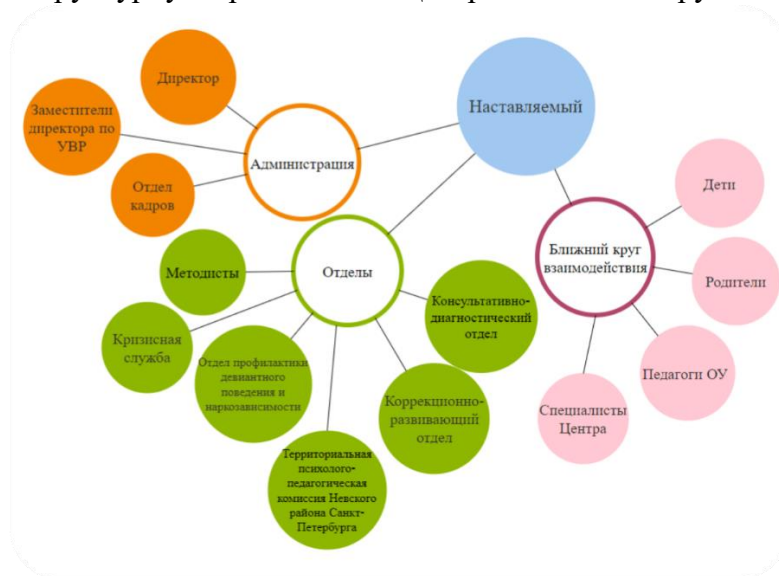 Директор
Заместители
директора по
УВР
Отдел
кадров
Администрация
Наставляемый
Дети
Ближний круг
взаимодействия
Родители
Педагоги ОУ
Специалисты
Центра
Отделы
Методисты
Кризисная
служба
Отдел профилактики
девиантного
поведения и
наркозависимости
Территориальная
психолого-
педагогическая
комиссия Невского
района Санкт-
Петербурга
Коррекционно-
развивающий
отдел
Консультативно-
диагностический
отдел